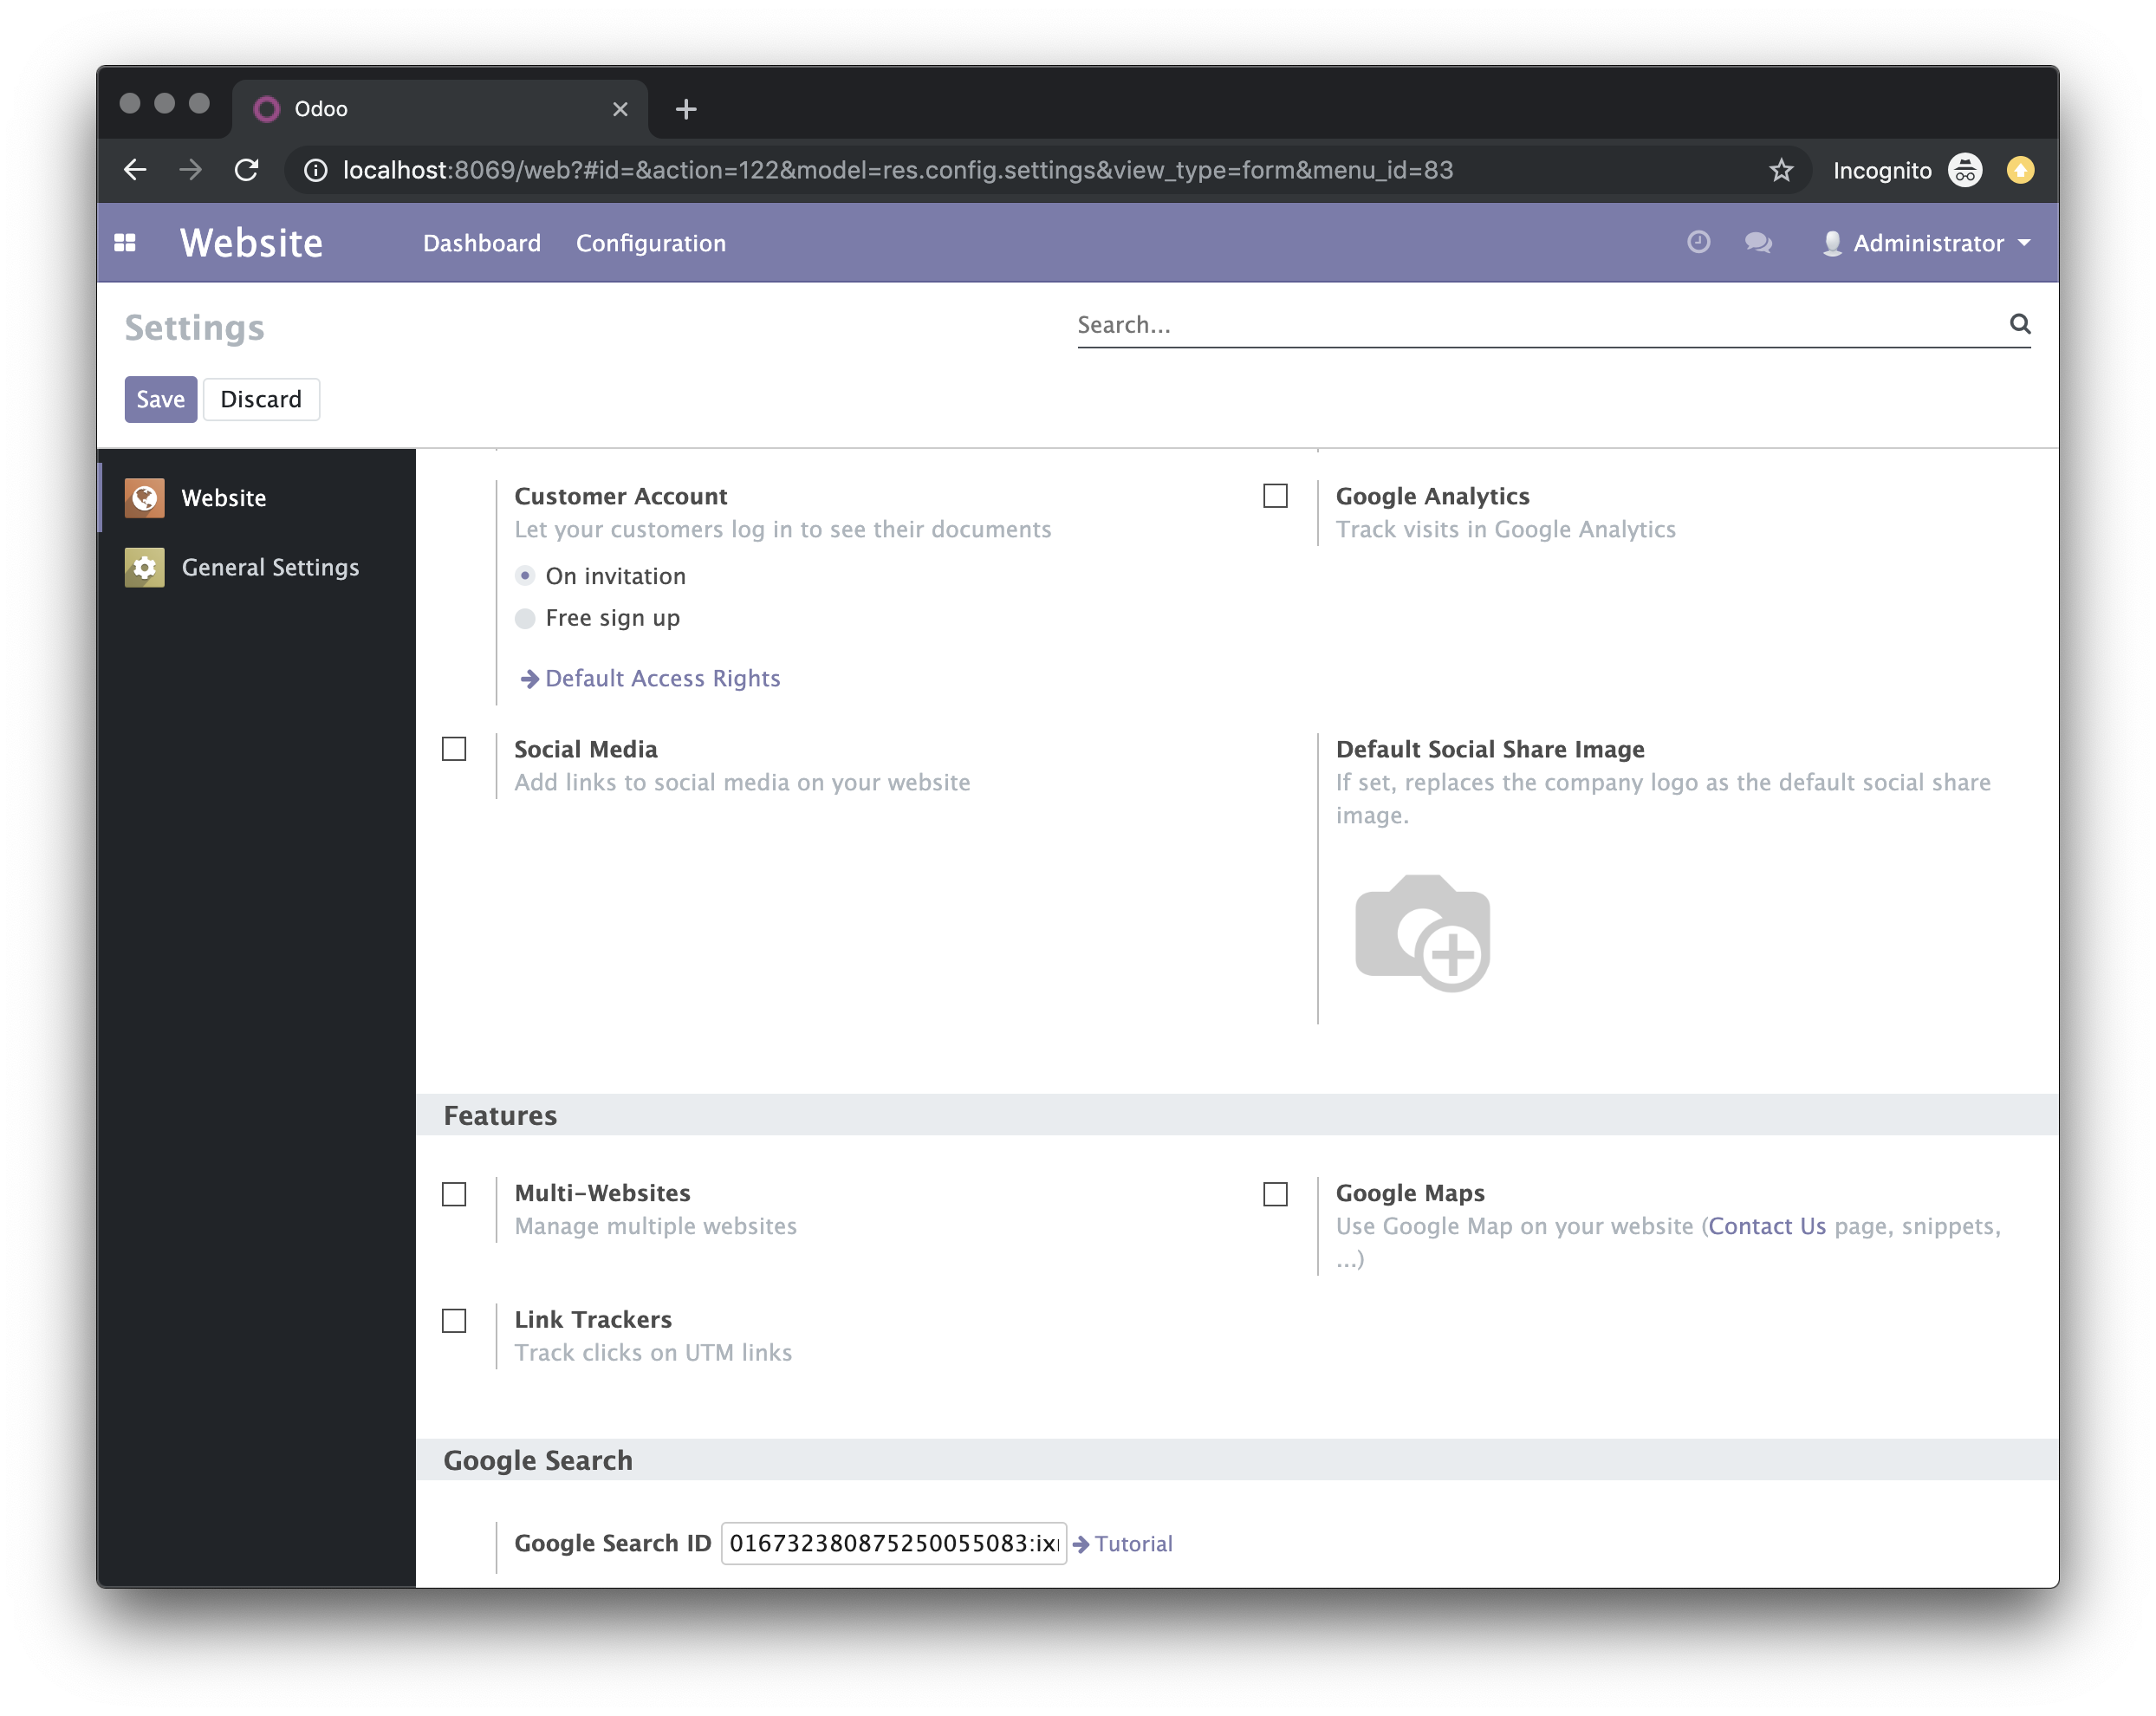 Odoo
localhost:8069/web?#id=&action=122&model=res.config.settings&view_type=form&menu_id=83
Incognito
Website
Dashboard
Configuration
Administrator
Settings
Search...
Save
Discard
Website
General Settings
Customer Account
Let your customers log in to see their documents
On invitation
Free sign up
Default Access Rights
Google Analytics
Track visits in Google Analytics
Social Media
Add links to social media on your website
Default Social Share Image
If set, replaces the company logo as the default social share
image.
Features
Multi-Websites
Manage multiple websites
Google Maps
Use Google Map on your website (Contact Us page, snippets,
...)
Link Trackers
Track clicks on UTM links
Google Search
Google Search ID 016732380875250055083:ix Tutorial